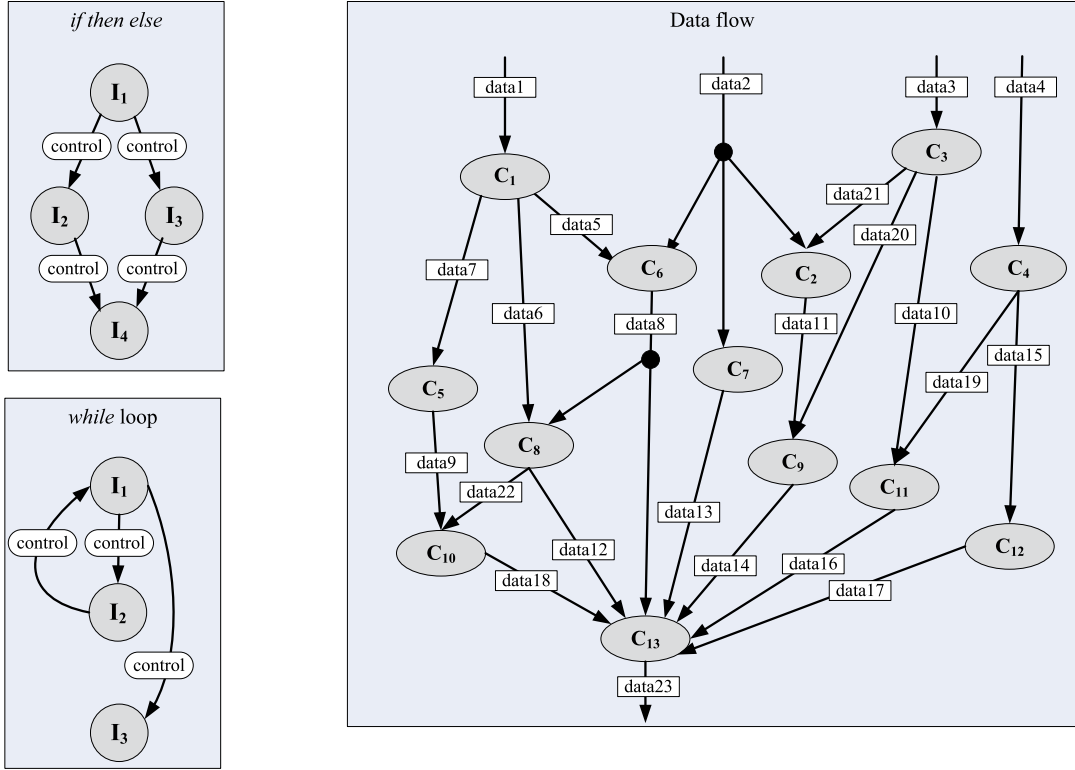 if then else
I1
control
control
I2
I3
control
control
I4
while loop
I1
control
control
I2
control
I3
Data flow
data1
data2
data3
data4
C3
C1
data21
data5
data20
data7
C6
C2
C4
data6
data8
data11
data10
data15
C7
data19
C5
C8
data9
C9
data22
C11
data13
C10
data12
C12
data18
data14
data16
data17
C13
data23